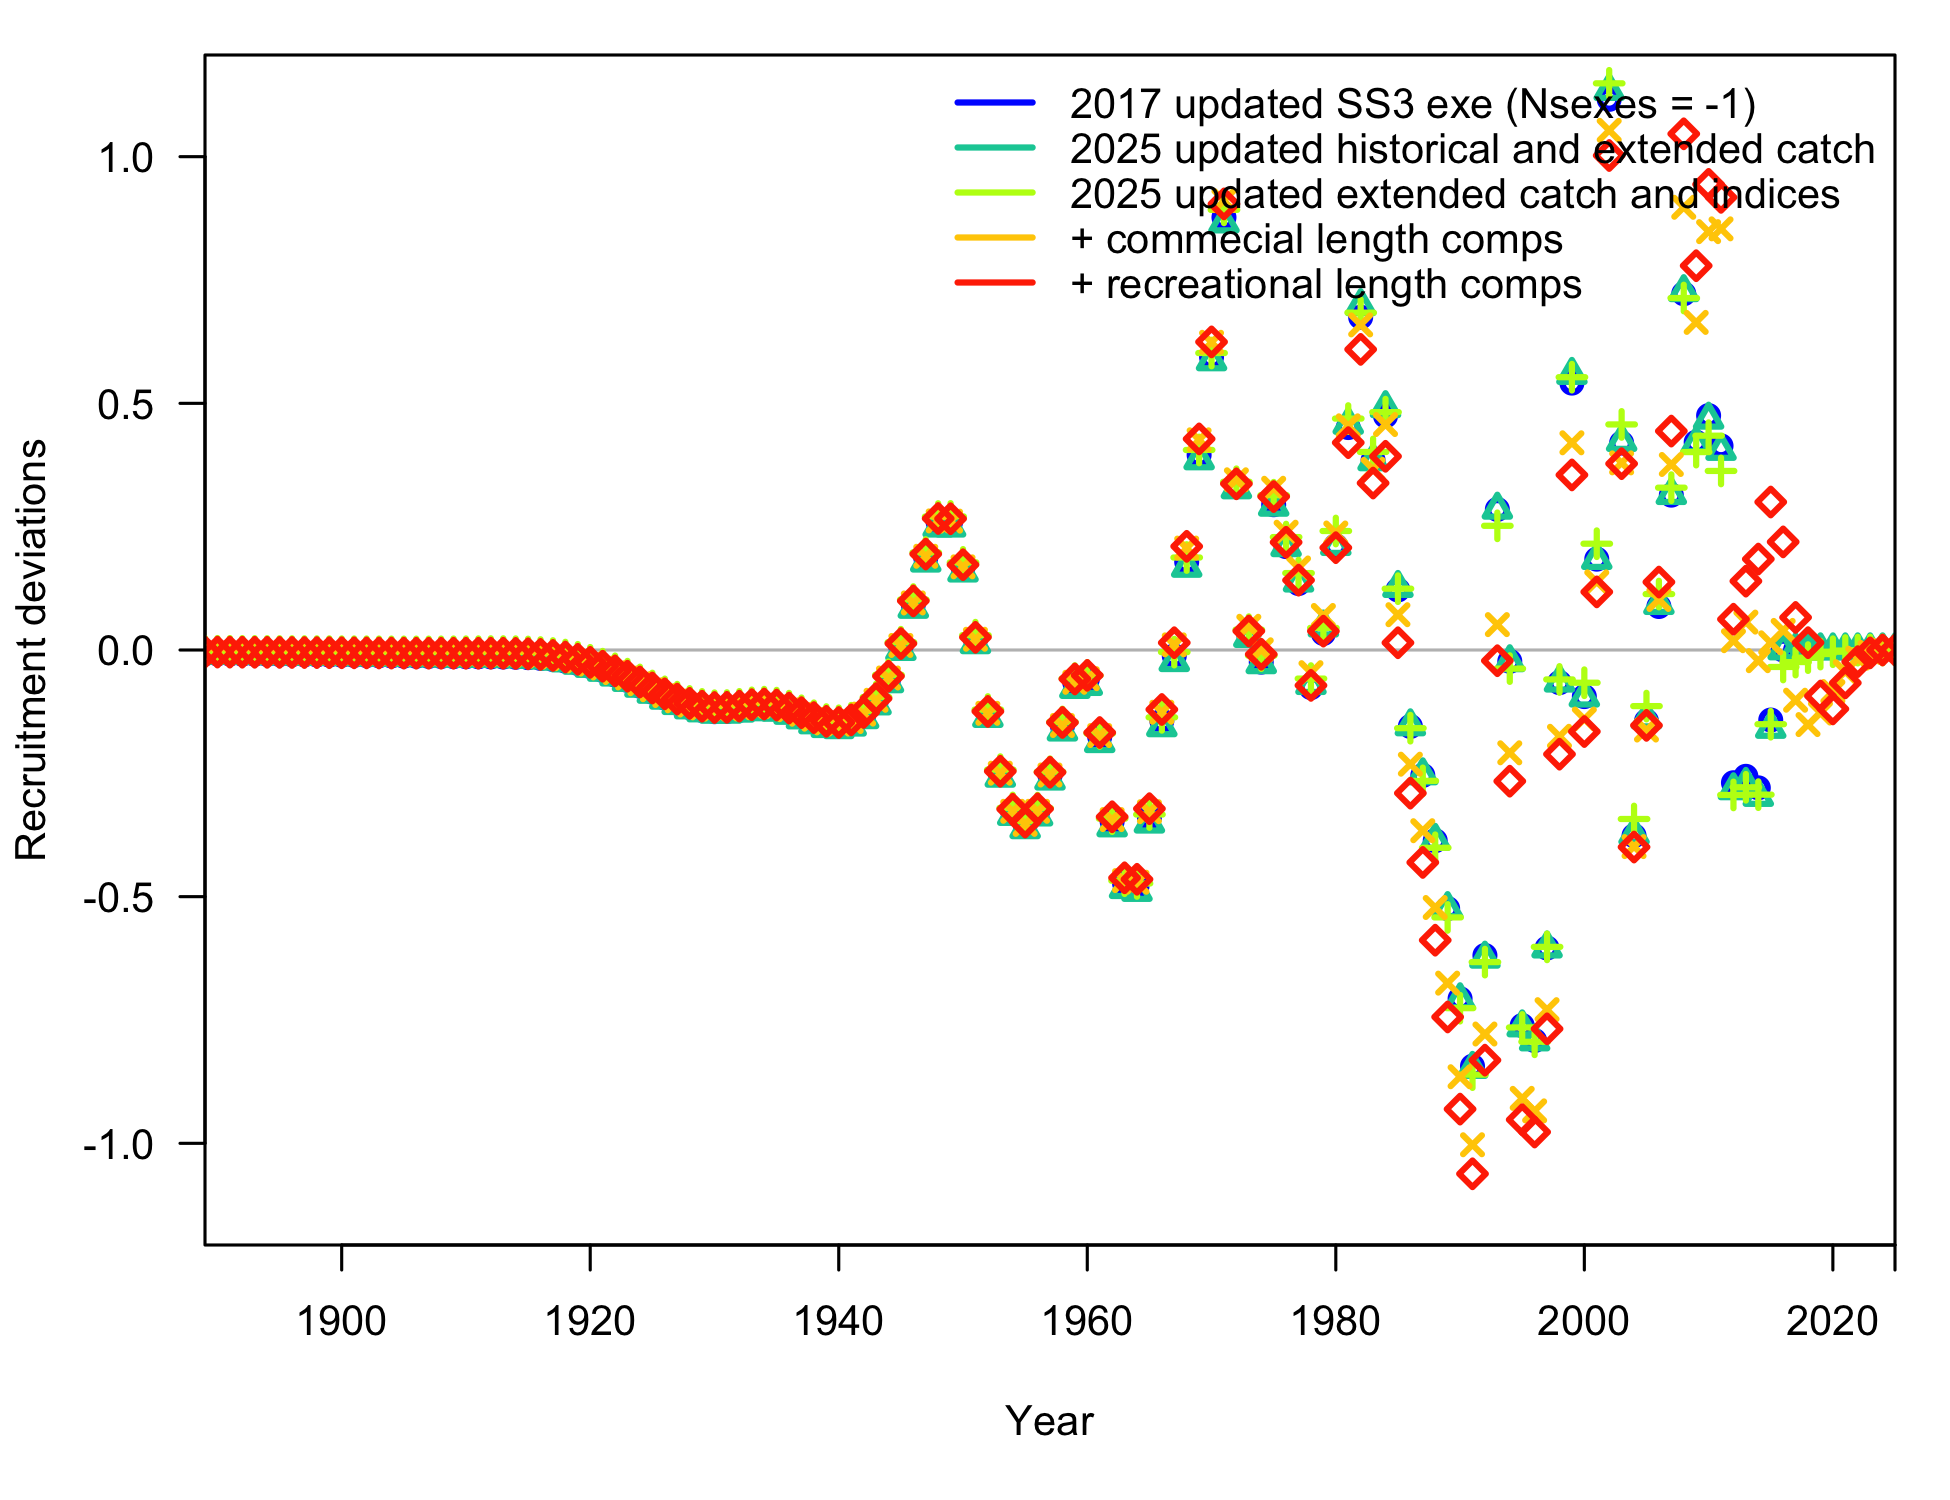 2017 updated SS3 exe (Nsexes = -1)
2025 updated historical and extended catch
2025 updated extended catch and indices
+ commecial length comps
+ recreational length comps
1.0
0.5
0.0
-0.5
-1.0
Recruitment deviations
1900 1920 1940 1960 1980 2000 2020
Year